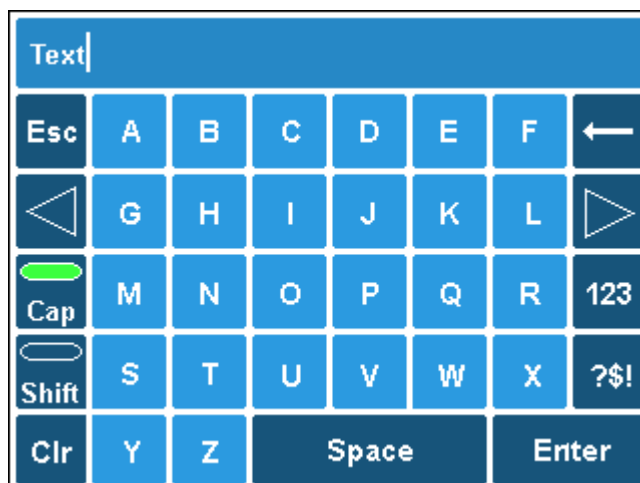 Text
Esc A B C D E F
G H I J K L
Cap M N O P Q R 123
Shift S T U V W X ?$!
Clr Y Z Space Enter